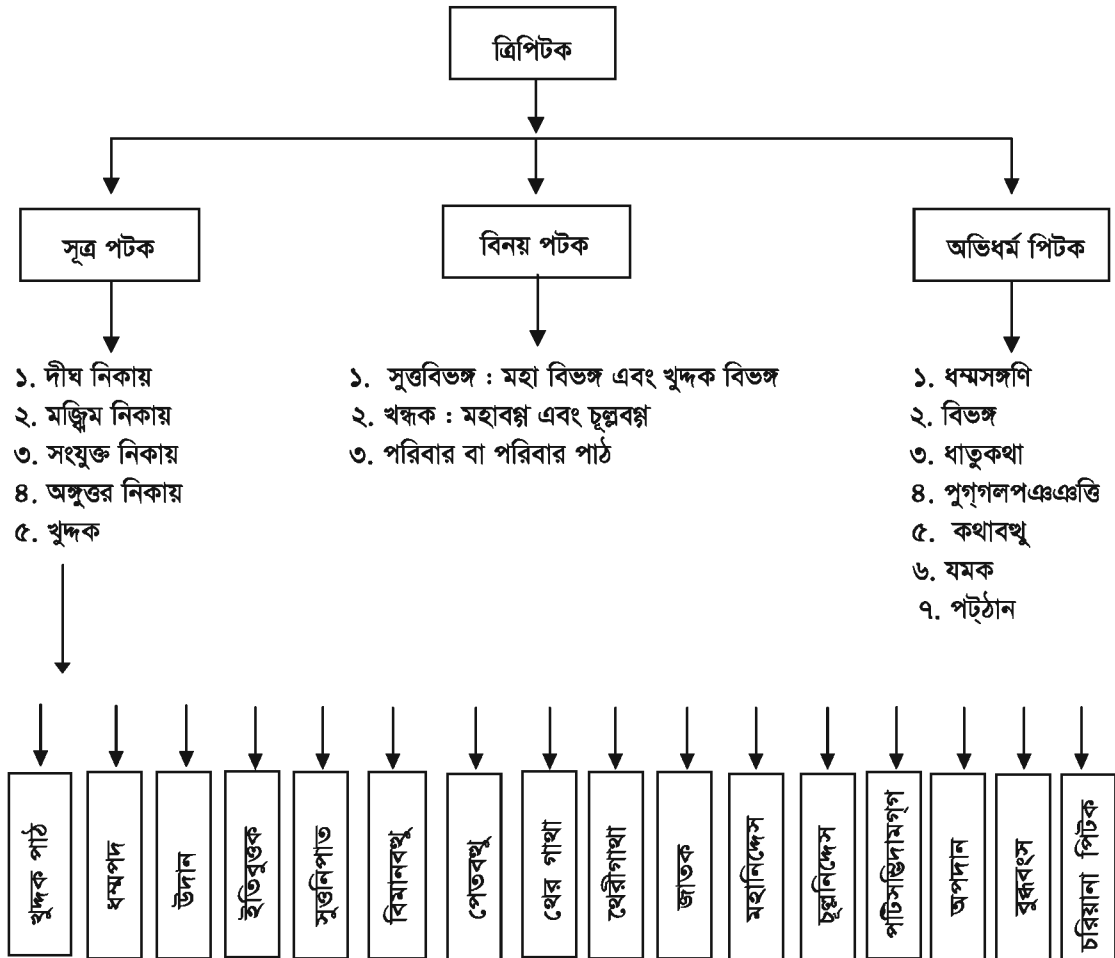 ত্রিপিটক
সূত্র পটক
বিনয় পটক
অভিধর্ম পিটক
১. দীঘ নিকায়
২. মজ্ঝিম নিকায়
৩. সংযুক্ত নিকায়
৪. অঙ্গুত্তর নিকায়
৫. খুদ্দক
১. সুত্তবিভঙ্গ : মহা বিভঙ্গ এবং খুদ্দক বিভঙ্গ
২. খন্ধক : মহাবগ্গ এবং চূল্লবগ্গ
৩. পরিবার বা পরিবার পাঠ
১. ধম্মসঙ্গণি
২. বিভঙ্গ
৩. ধাতুকথা
৪. পুগ্‌গলপঞঞত্তি
৫. কথাবত্থু
৬. যমক
৭. পট্‌ঠান
খুদ্দক পাঠ
ধম্মপদ
উদান
ইতিবুত্তক
সুত্তনিপাত
বিমানবত্থু
পেতবত্থু
থের গাথা
থেরীগাথা
জাতক
মহানিদ্দেস
চূল্লনিদ্দেস
পটিসম্ভিদামগ্‌গ
অপদান
বুদ্ধবংস
চরিয়ানা পিটক